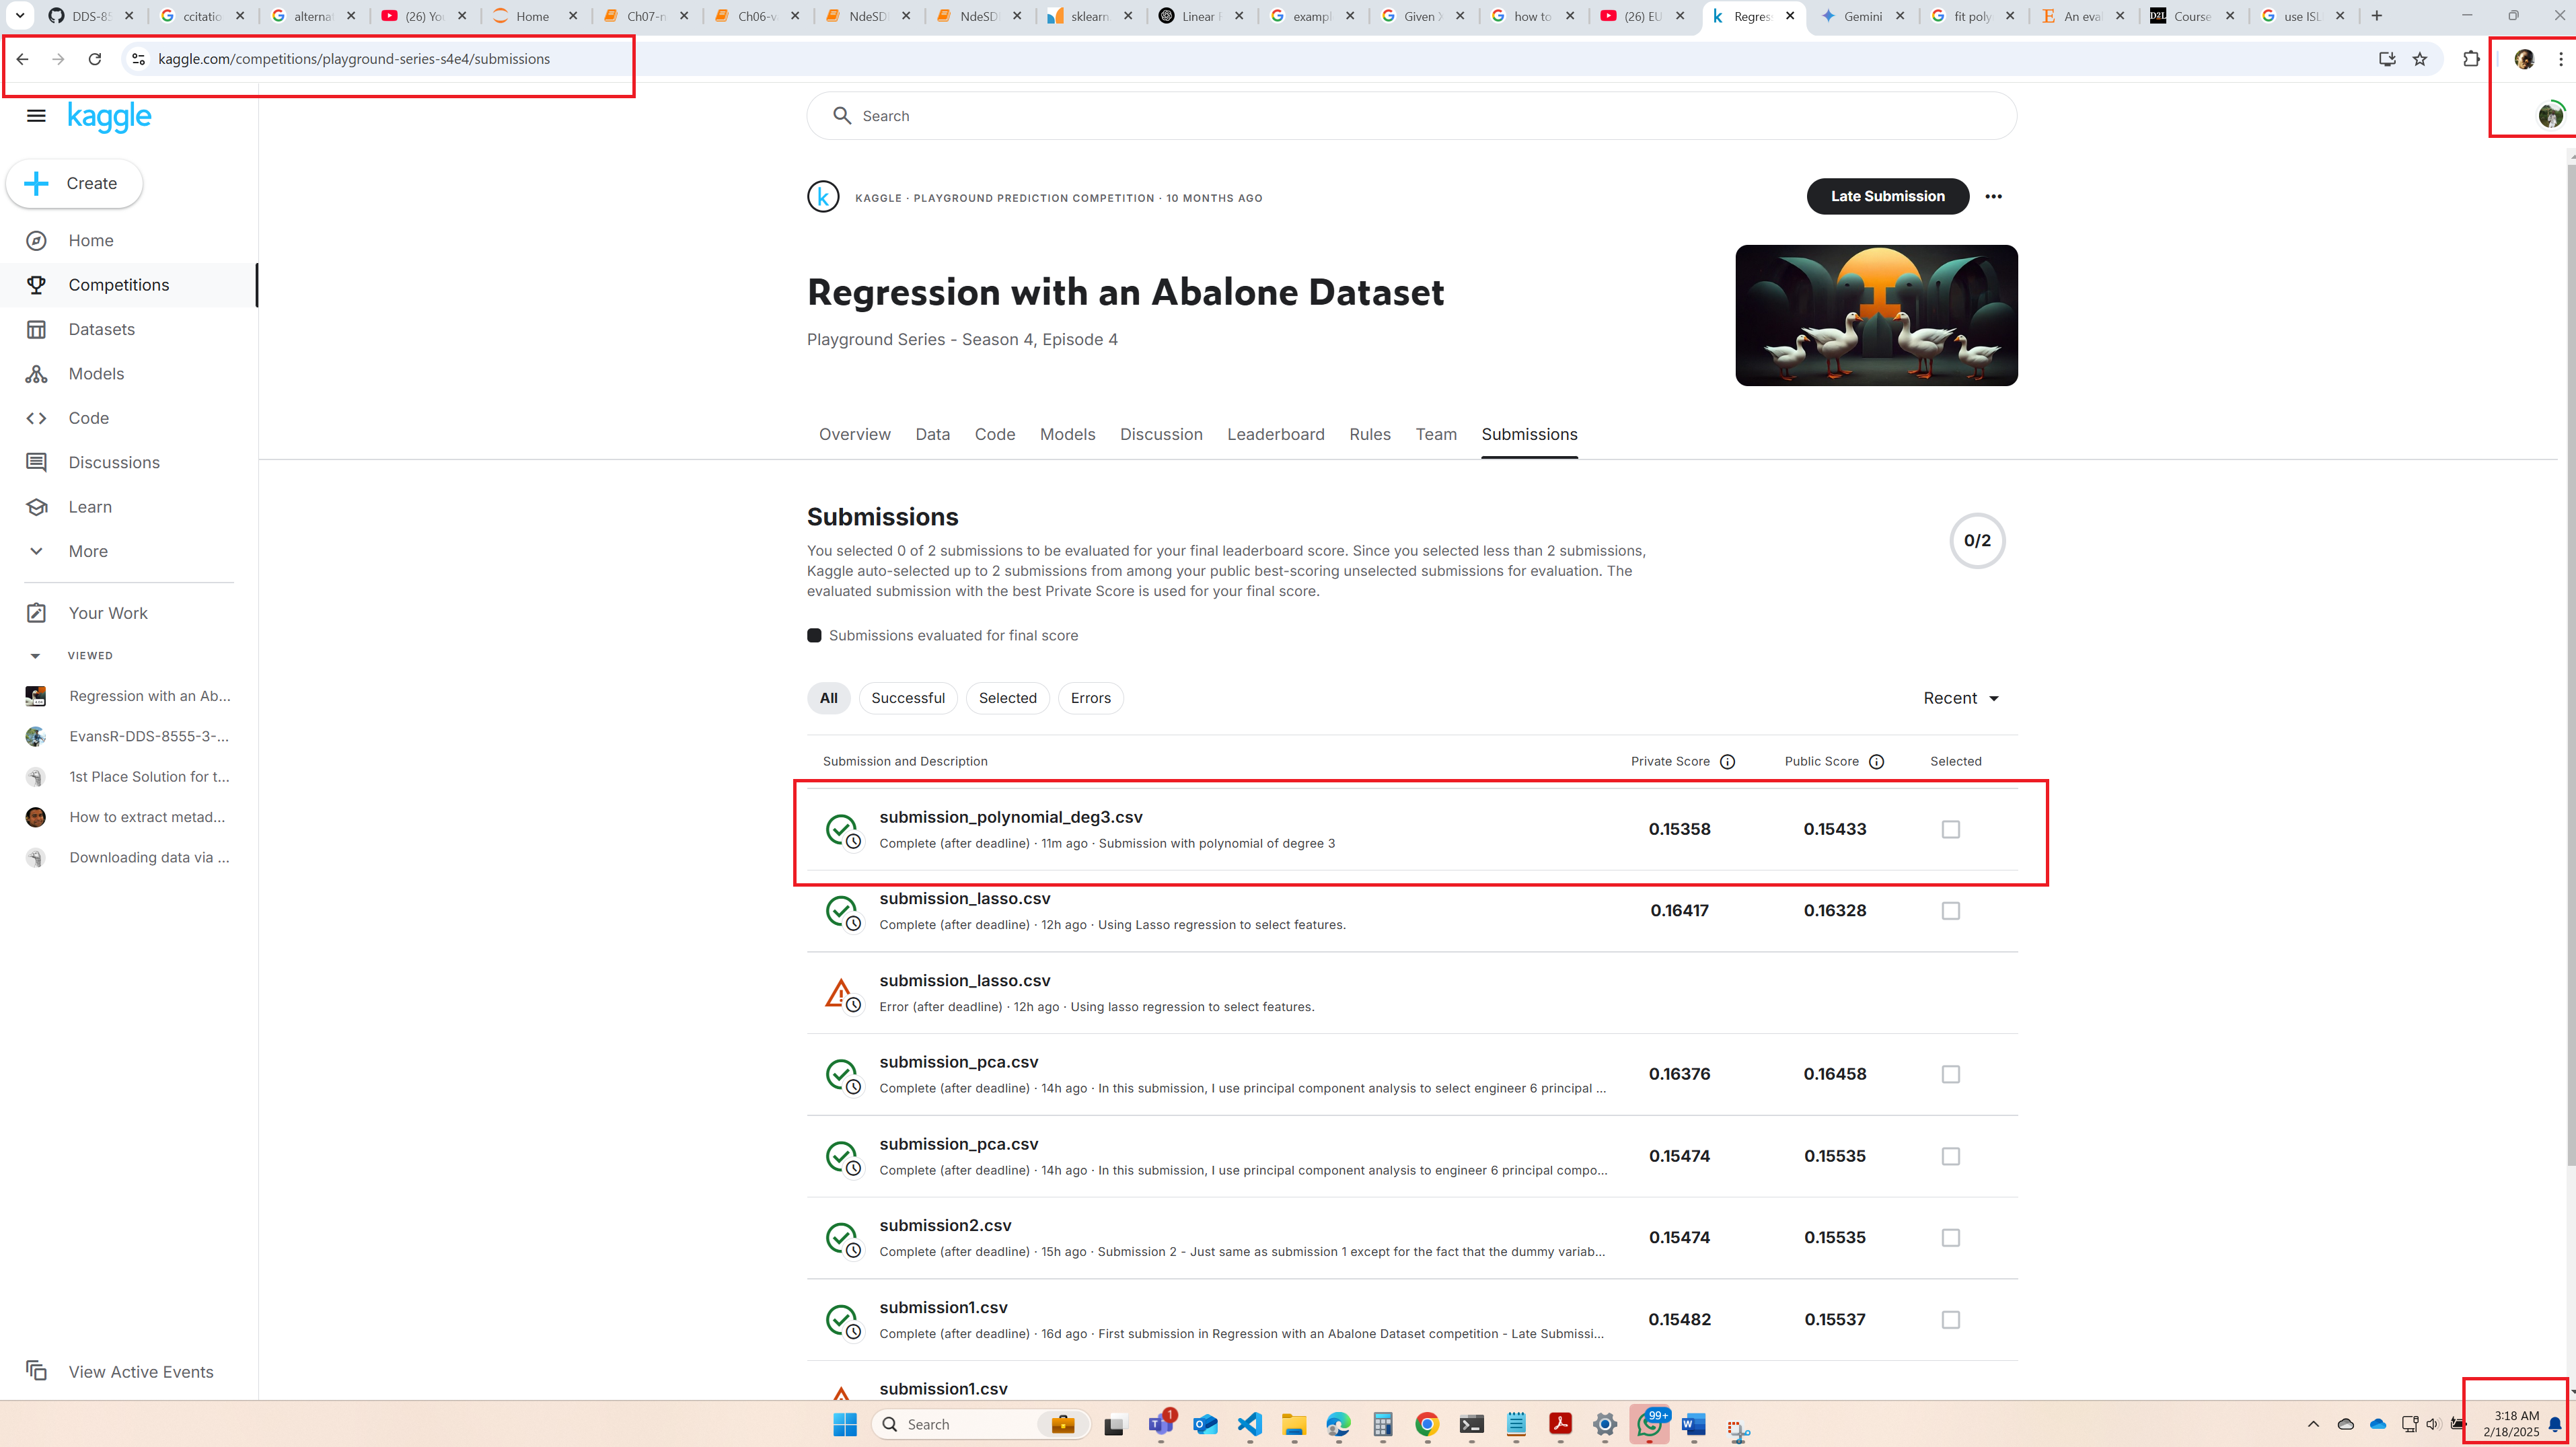 DDS-8
ccitatio
alternat
(26) Yo
Home
Ch07-n
Ch06-v
NdeSD
NdeSD
sklearn
Linear
exampl
Given
how to
(26) EU
Regres
Gemini
fit poly
An eva
Course
use ISL
kaggle.com/competitions/playground-series-s4e4/submissions
kaggle
Search
Create
Home
Competitions
Datasets
Models
Code
Discussions
Learn
More
Your Work
VIEWED
Regression with an Ab...
EvansR-DDS-8555-3-...
1st Place Solution for t...
How to extract metad...
Downloading data via ...
View Active Events
KAGGLE · PLAYGROUND PREDICTION COMPETITION · 10 MONTHS AGO
Late Submission
Regression with an Abalone Dataset
Playground Series - Season 4, Episode 4
Overview Data Code Models Discussion Leaderboard Rules Team Submissions
Submissions
You selected 0 of 2 submissions to be evaluated for your final leaderboard score. Since you selected less than 2 submissions,
Kaggle auto-selected up to 2 submissions from among your public best-scoring unselected submissions for evaluation. The
evaluated submission with the best Private Score is used for your final score.
0/2
Submissions evaluated for final score
All Successful Selected Errors
Recent
Submission and Description Private Score Public Score Selected
submission_polynomial_deg3.csv
Complete (after deadline) · 11m ago · Submission with polynomial of degree 3
0.15358 0.15433
submission_lasso.csv
Complete (after deadline) · 12h ago · Using Lasso regression to select features.
0.16417 0.16328
submission_lasso.csv
Error (after deadline) · 12h ago · Using lasso regression to select features.
submission_pca.csv
Complete (after deadline) · 14h ago · In this submission, I use principal component analysis to select engineer 6 principal ...
0.16376 0.16458
submission_pca.csv
Complete (after deadline) · 14h ago · In this submission, I use principal component analysis to engineer 6 principal compo...
0.15474 0.15535
submission2.csv
Complete (after deadline) · 15h ago · Submission 2 - Just same as submission 1 except for the fact that the dummy variab...
0.15474 0.15535
submission1.csv
Complete (after deadline) · 16d ago · First submission in Regression with an Abalone Dataset competition - Late Submissi...
0.15482 0.15537
submission1.csv
Search
1
99+
3:18 AM
2/18/2025